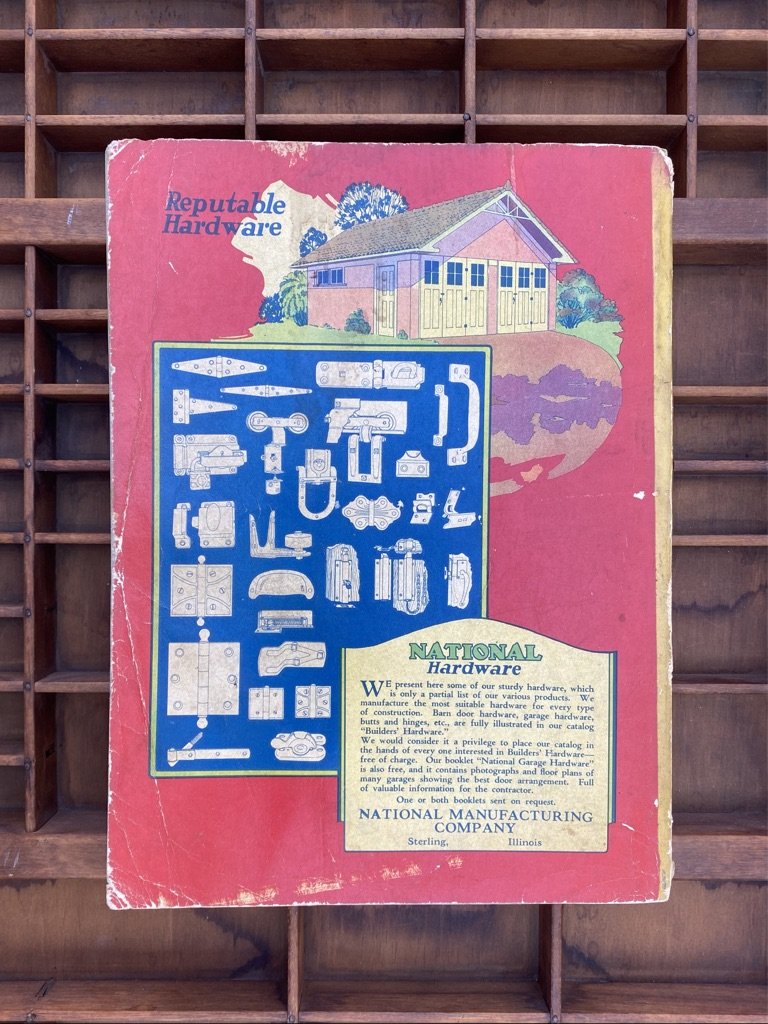 Reputable
Hardware
NATIONAL
Hardware
WE present here some of our sturdy hardware, which
is only a partial list of our various products. We
manufacture the most suitable hardware for every type
of construction. Barn door hardware, garage hardware,
butts and hinges, etc., are fully illustrated in our catalog
"Builders' Hardware."
We would consider it a privilege to place our catalog in
the hands of every one interested in Builders' Hardware—
free of charge. Our booklet "National Garage Hardware"
is also free, and it contains photographs and floor plans of
many garages showing the best door arrangement. Full
of valuable information for the contractor.
One or both booklets sent on request.
NATIONAL MANUFACTURING
COMPANY
Sterling, Illinois